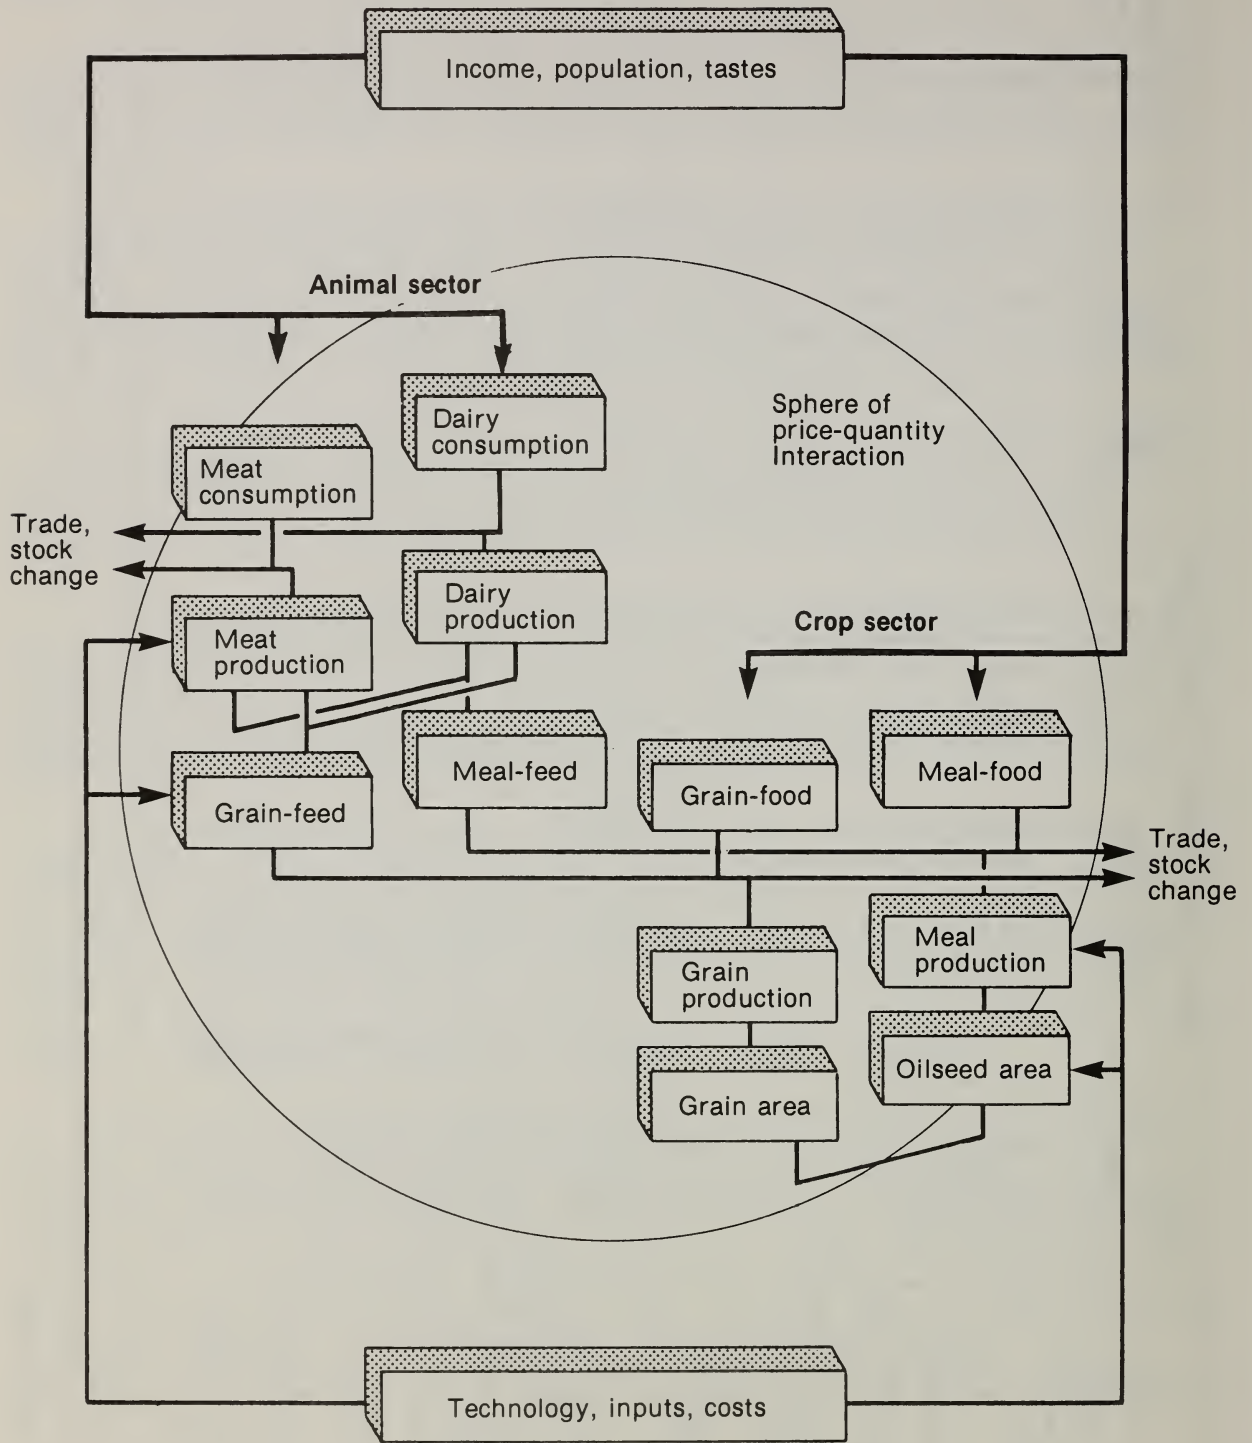 Income, population, tastes
Animal sector
Dairy
consumption
Sphere of
price-quantity
Interaction
Meat
consumption
Trade,
stock
change
Dairy
production
Meat
production
Crop sector
Meal-feed
Grain-feed
Grain-food
Meal-food
Trade,
stock
change
Meal
production
Grain
production
Oilseed area
Grain area
Technology, inputs, costs